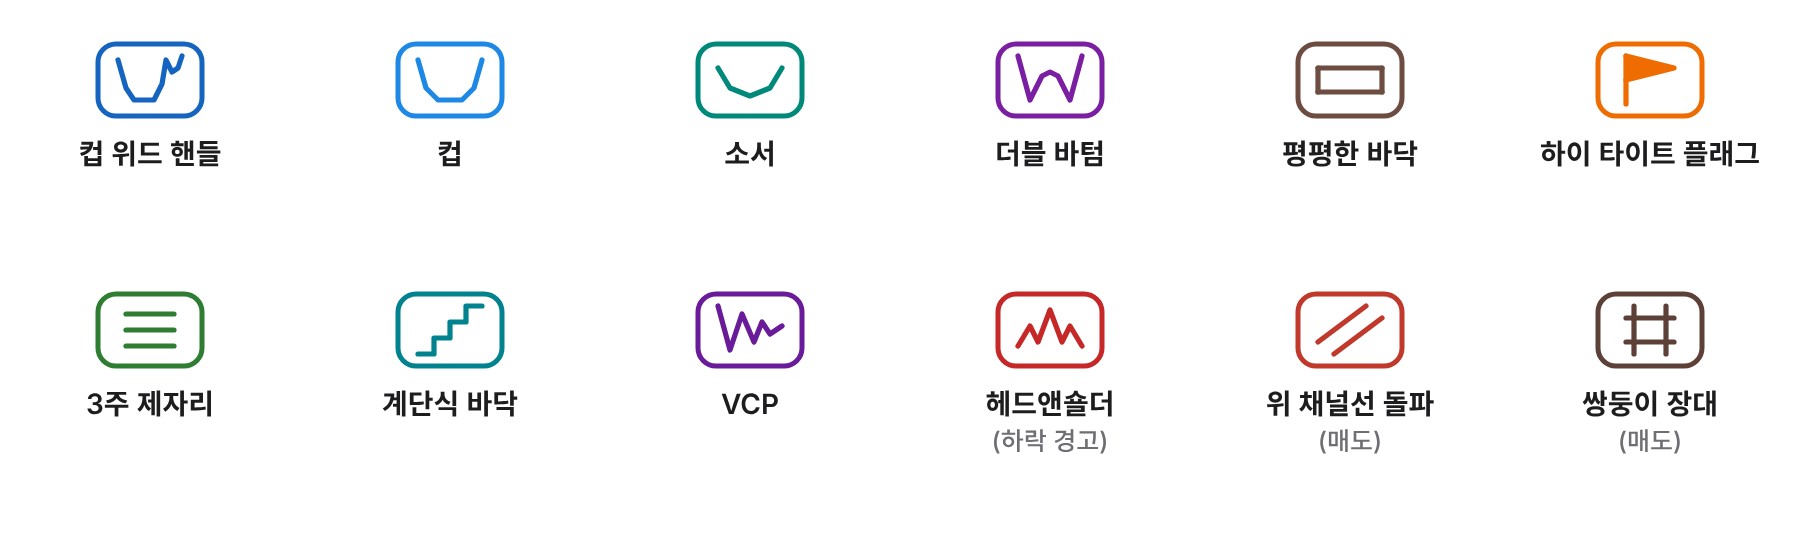 컵 위드 핸들
컵
소서
더블 바텀
평평한 바닥
하이 타이트 플래그
3주 제자리
계단식 바닥
VCP
헤드앤숄더
(하락 경고)
위 채널선 돌파
(매도)
쌍둥이 장대
(매도)